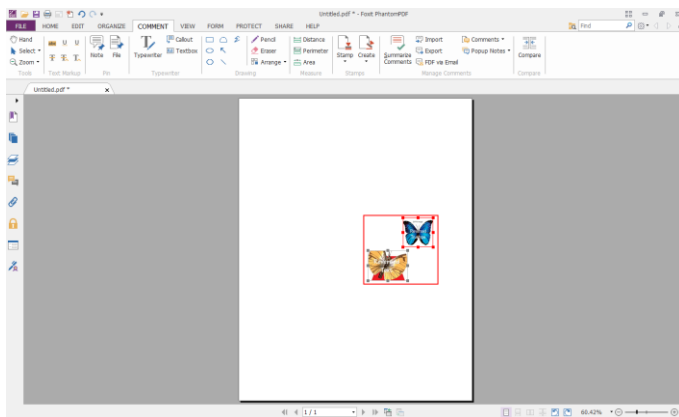 Untitled.pdf * - Foxit PhantomPDF
FILE HOME EDIT ORGANIZE COMMENT VIEW FORM PROTECT SHARE HELP
Find
Hand
Select
Zoom
Tools
Text Markup
Note
File
Pin
Typewriter
Callout
Textbox
Typewriter
Pencil
Eraser
Arrange
Drawing
Distance
Perimeter
Area
Measure
Stamp
Create
Stamps
Summarize
Comments
Import
Export
FDF via Email
Comments
Popup Notes
Manage Comments
Compare
Compare
Untitled.pdf *
1 / 1
60.42%